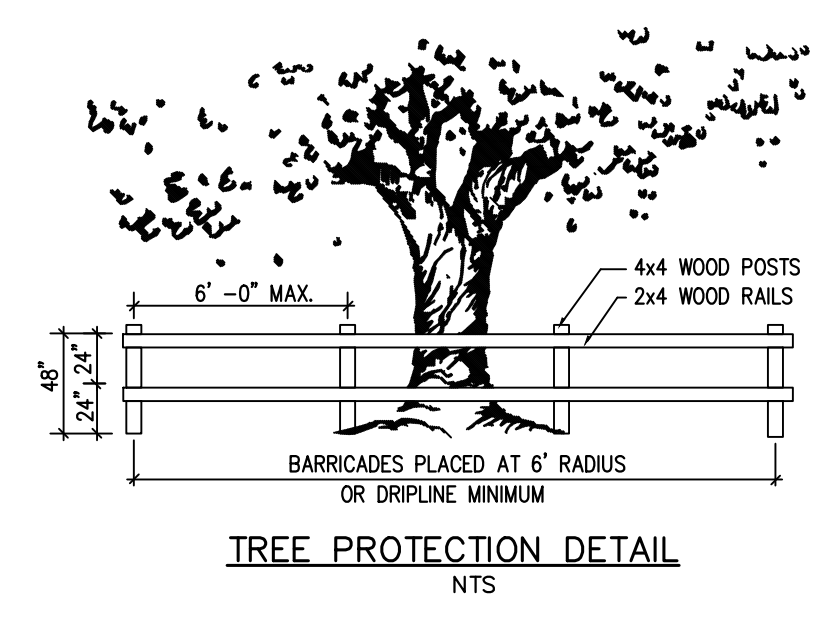 4x4 WOOD POSTS
6' -0" MAX.
2x4 WOOD RAILS
48"
24"
24"
BARRICADES PLACED AT 6' RADIUS
OR DRIPLINE MINIMUM
TREE PROTECTION DETAIL
NTS